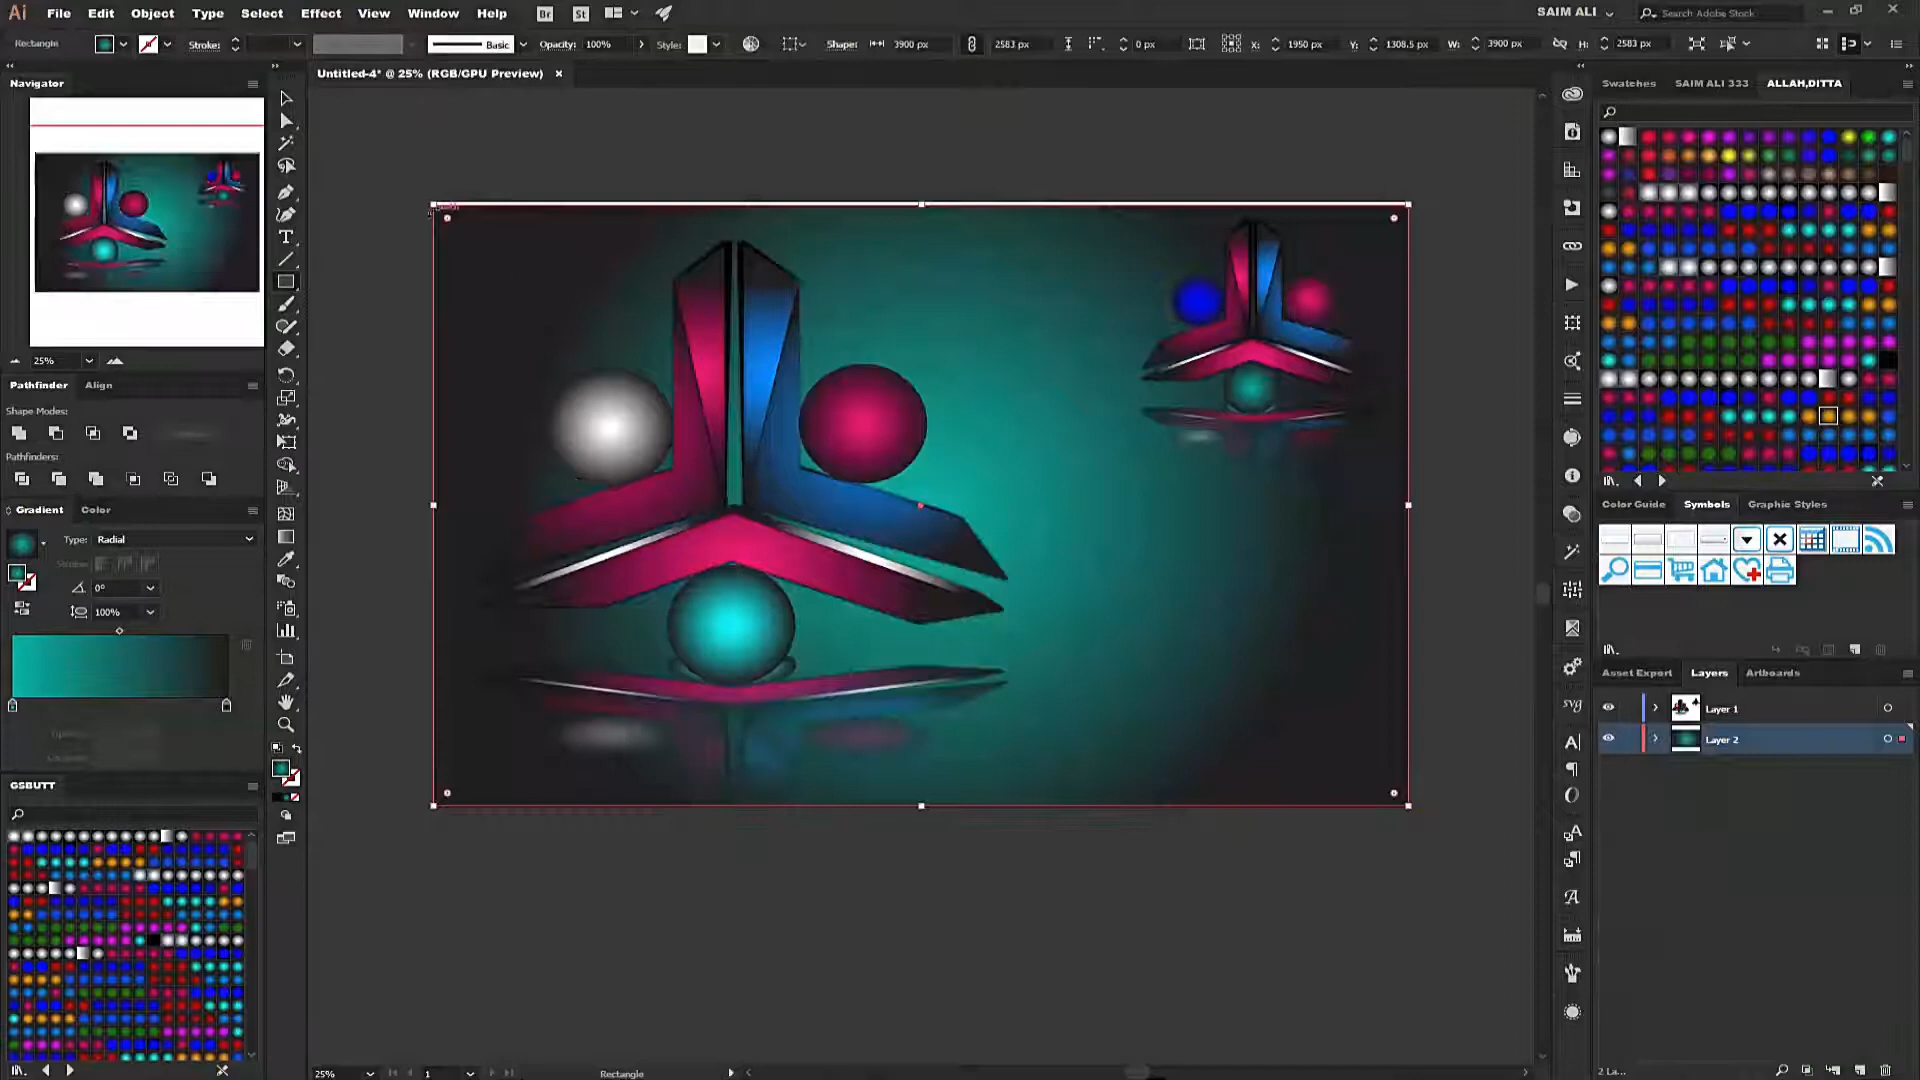 Ai File Edit Object Type Select Effect View Window Help Br St SAIM ALI Search Adobe Stock
Rectangle Stroke: Basic Opacity: 100% Style: Shape: 3900 px 2583 px 0 px X: 1950 px Y: 1308.5 px W: 3900 px H: 2583 px
Untitled-4* @ 25% (RGB/GPU Preview) ×
Navigator
25%
Pathfinder Align
Shape Modes:
Pathfinders:
Gradient Color
Type: Radial
0°
100%
GSBUTT
Swatches SAIM ALI 333 ALLAH,DITTA
Color Guide Symbols Graphic Styles
Asset Export Layers Artboards
Layer 1
Layer 2
2 La...
25% 1 Rectangle